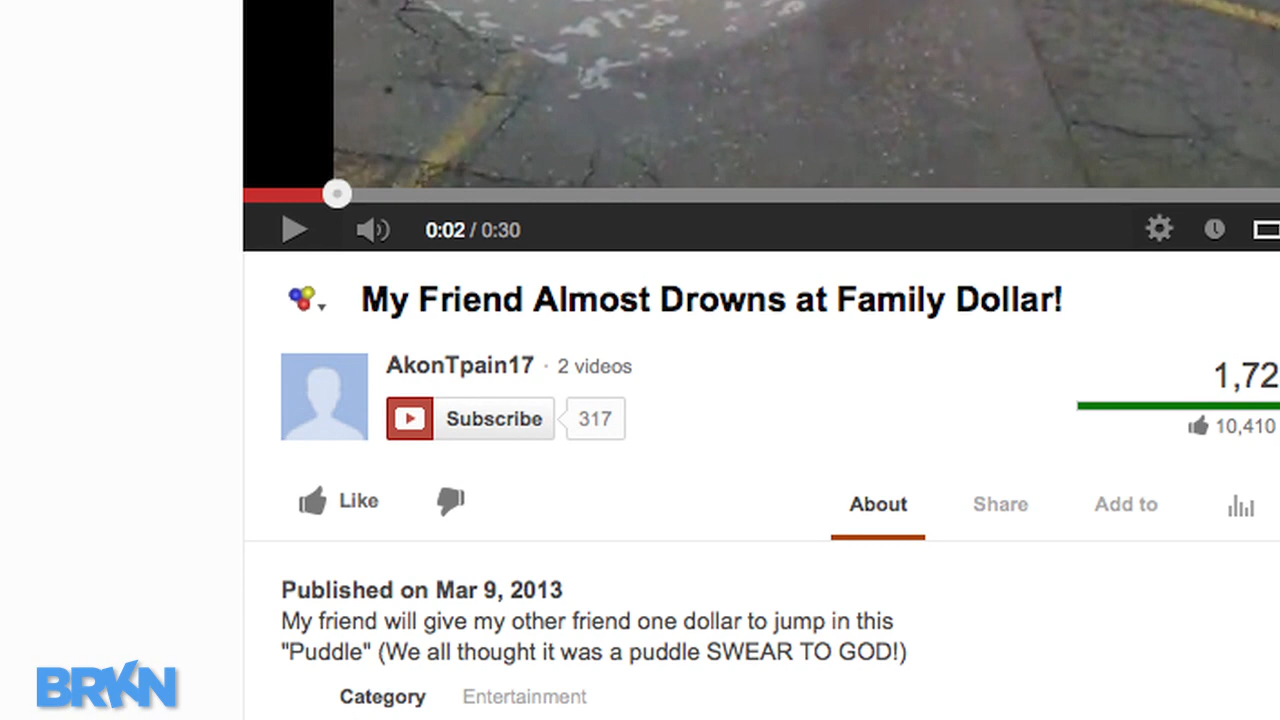 0:02 / 0:30
My Friend Almost Drowns at Family Dollar!
AkonTpain17 · 2 videos
1,72
Subscribe 317
10,410
Like
About Share Add to
Published on Mar 9, 2013
My friend will give my other friend one dollar to jump in this
"Puddle" (We all thought it was a puddle SWEAR TO GOD!)
Category Entertainment
BRKN